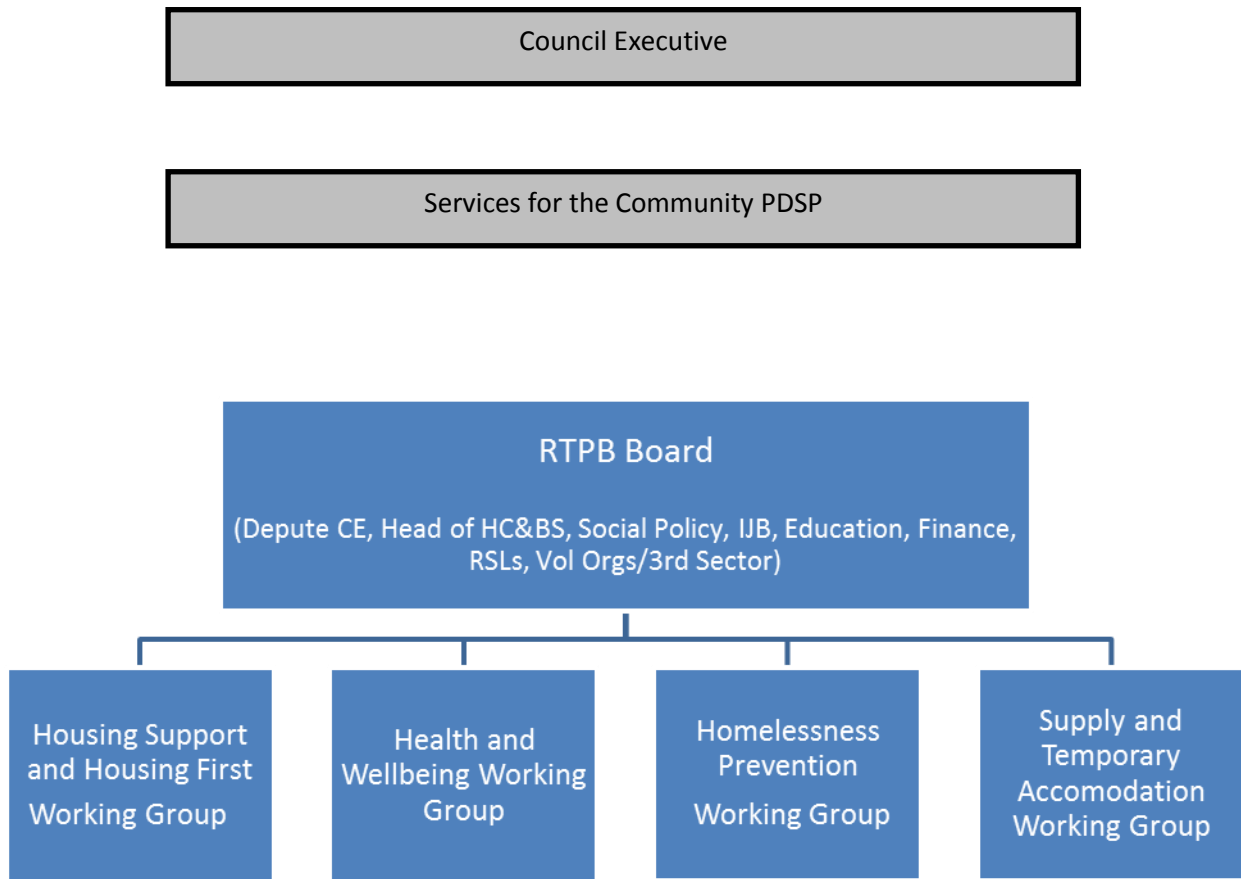 Council Executive
Services for the Community PDSP
RTPB Board
(Depute CE, Head of HC&BS, Social Policy, IJB, Education, Finance,
RSLs, Vol Orgs/3rd Sector)
Housing Support
and Housing First
Working Group
Health and
Wellbeing Working
Group
Homelessness
Prevention
Working Group
Supply and
Temporary
Accomodation
Working Group